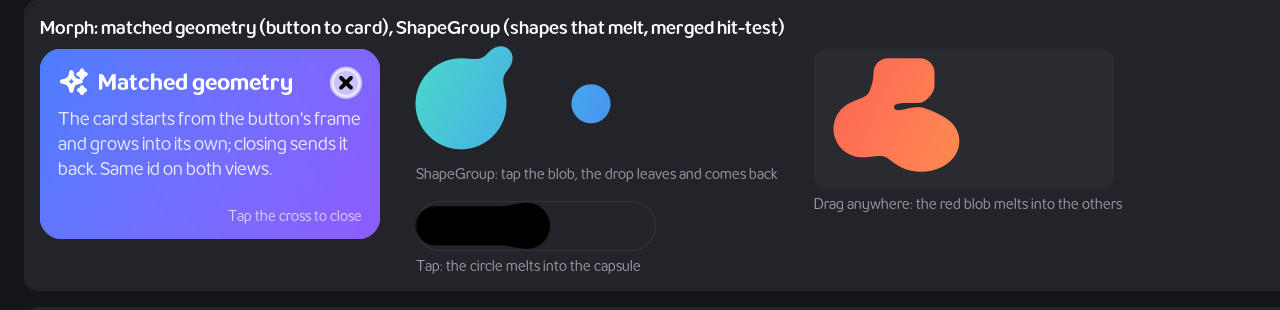 Morph: matched geometry (button to card), ShapeGroup (shapes that melt, merged hit-test)
Matched geometry
The card starts from the button's frame
and grows into its own; closing sends it
back. Same id on both views.
Tap the cross to close
ShapeGroup: tap the blob, the drop leaves and comes back
Tap: the circle melts into the capsule
Drag anywhere: the red blob melts into the others